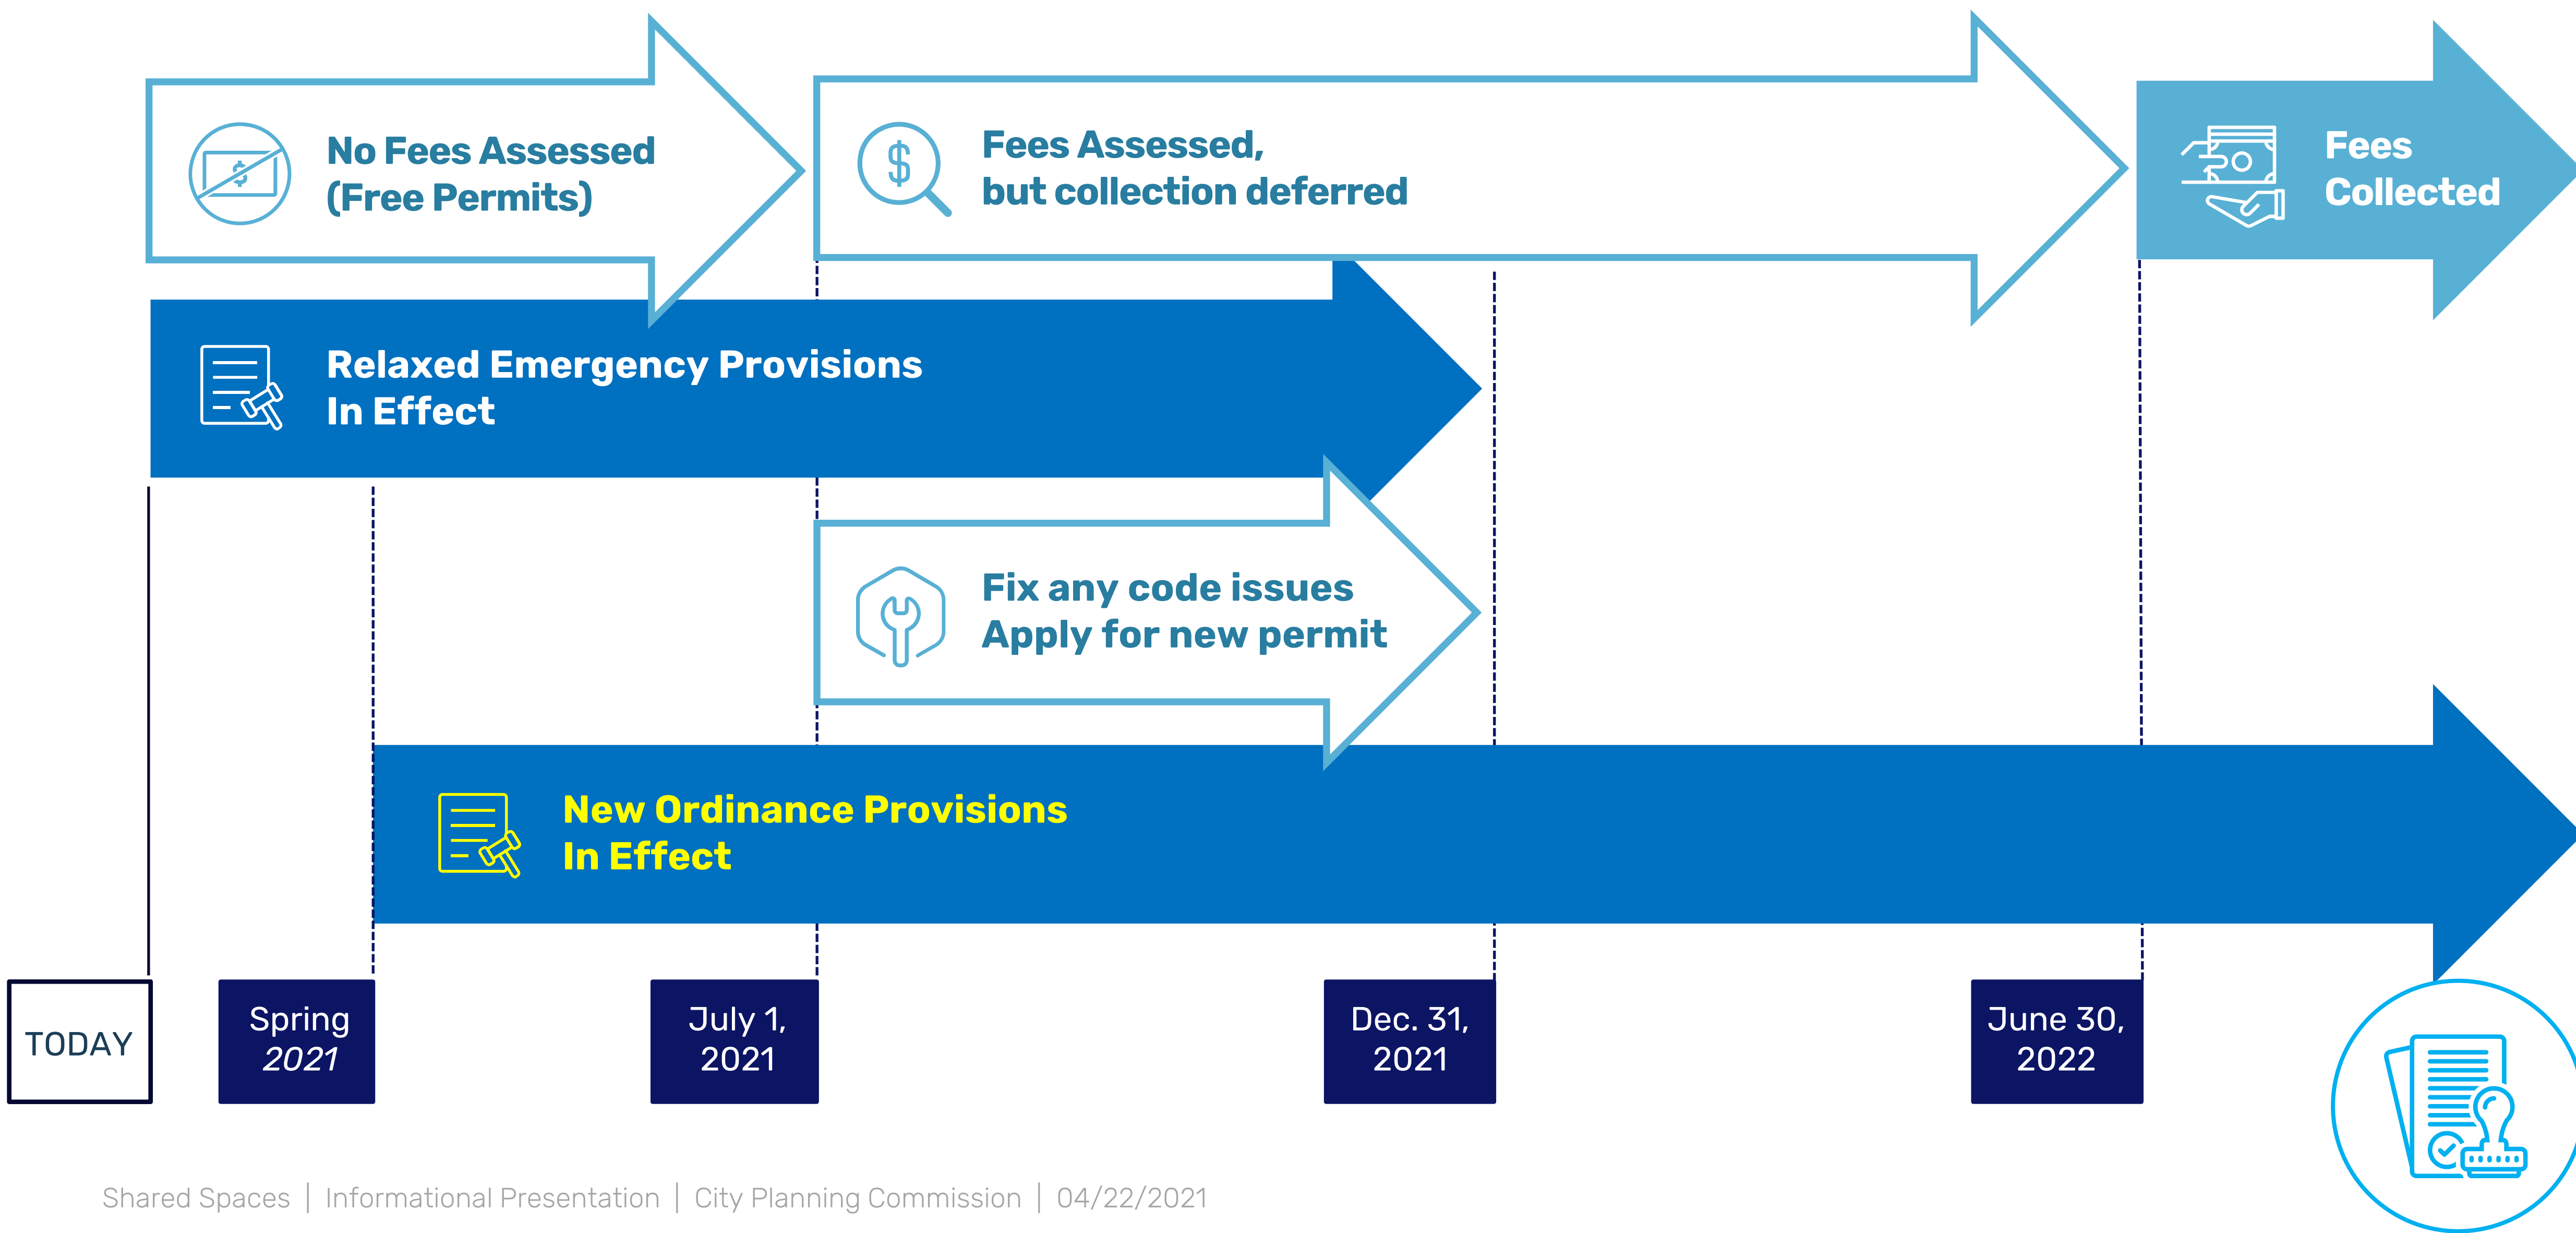 No Fees Assessed
(Free Permits)
Fees Assessed,
but collection deferred
Fees
Collected
Relaxed Emergency Provisions
In Effect
Fix any code issues
Apply for new permit
New Ordinance Provisions
In Effect
TODAY
Spring
2021
July 1,
2021
Dec. 31,
2021
June 30,
2022
Shared Spaces | Informational Presentation | City Planning Commission | 04/22/2021